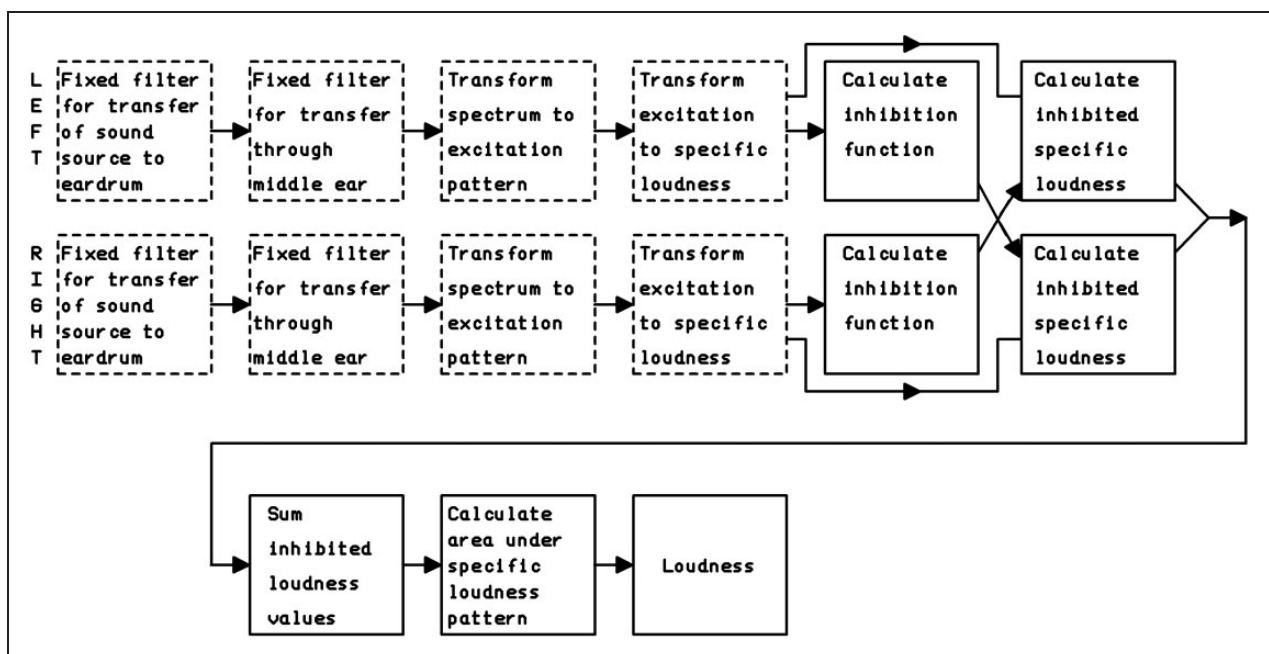 LEFT
Fixed filter
for transfer
of sound
source to
eardrum
Fixed filter
for transfer
through
middle ear
Transform
spectrum to
excitation
pattern
Transform
excitation
to specific
loudness
Calculate
inhibition
function
Calculate
inhibited
specific
loudness
RIGHT
Fixed filter
for transfer
of sound
source to
eardrum
Fixed filter
for transfer
through
middle ear
Transform
spectrum to
excitation
pattern
Transform
excitation
to specific
loudness
Calculate
inhibition
function
Calculate
inhibited
specific
loudness
Sum
inhibited
loudness
values
Calculate
area under
specific
loudness
pattern
Loudness